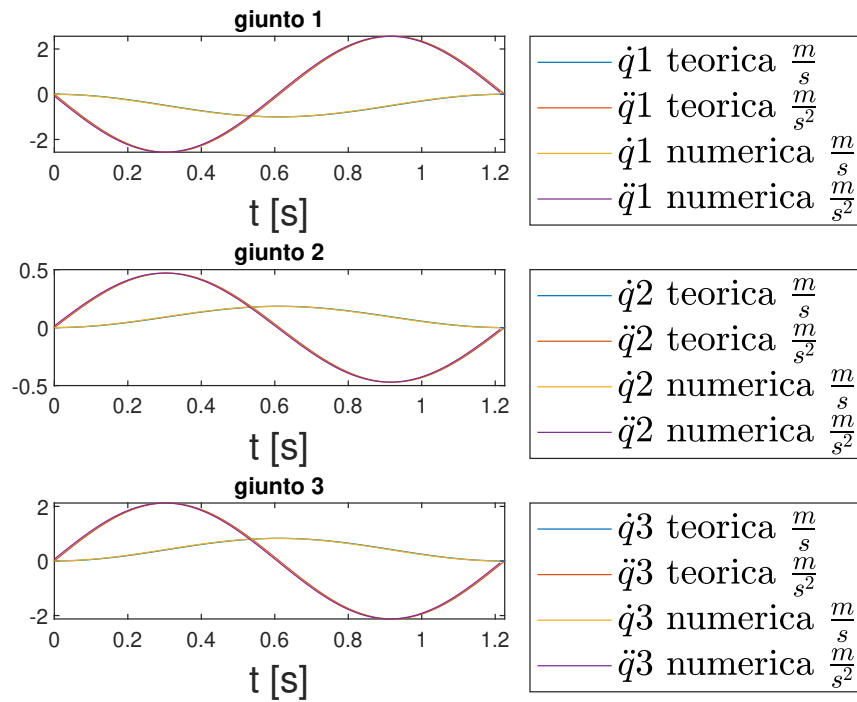 giunto 1
2
0
-2
0 0.2 0.4 0.6 0.8 1 1.2
t [s]
q̇1 teorica m/s
q̈1 teorica m/s²
q̇1 numerica m/s
q̈1 numerica m/s²
giunto 2
0.5
0
-0.5
0 0.2 0.4 0.6 0.8 1 1.2
t [s]
q̇2 teorica m/s
q̈2 teorica m/s²
q̇2 numerica m/s
q̈2 numerica m/s²
giunto 3
2
0
-2
0 0.2 0.4 0.6 0.8 1 1.2
t [s]
q̇3 teorica m/s
q̈3 teorica m/s²
q̇3 numerica m/s
q̈3 numerica m/s²